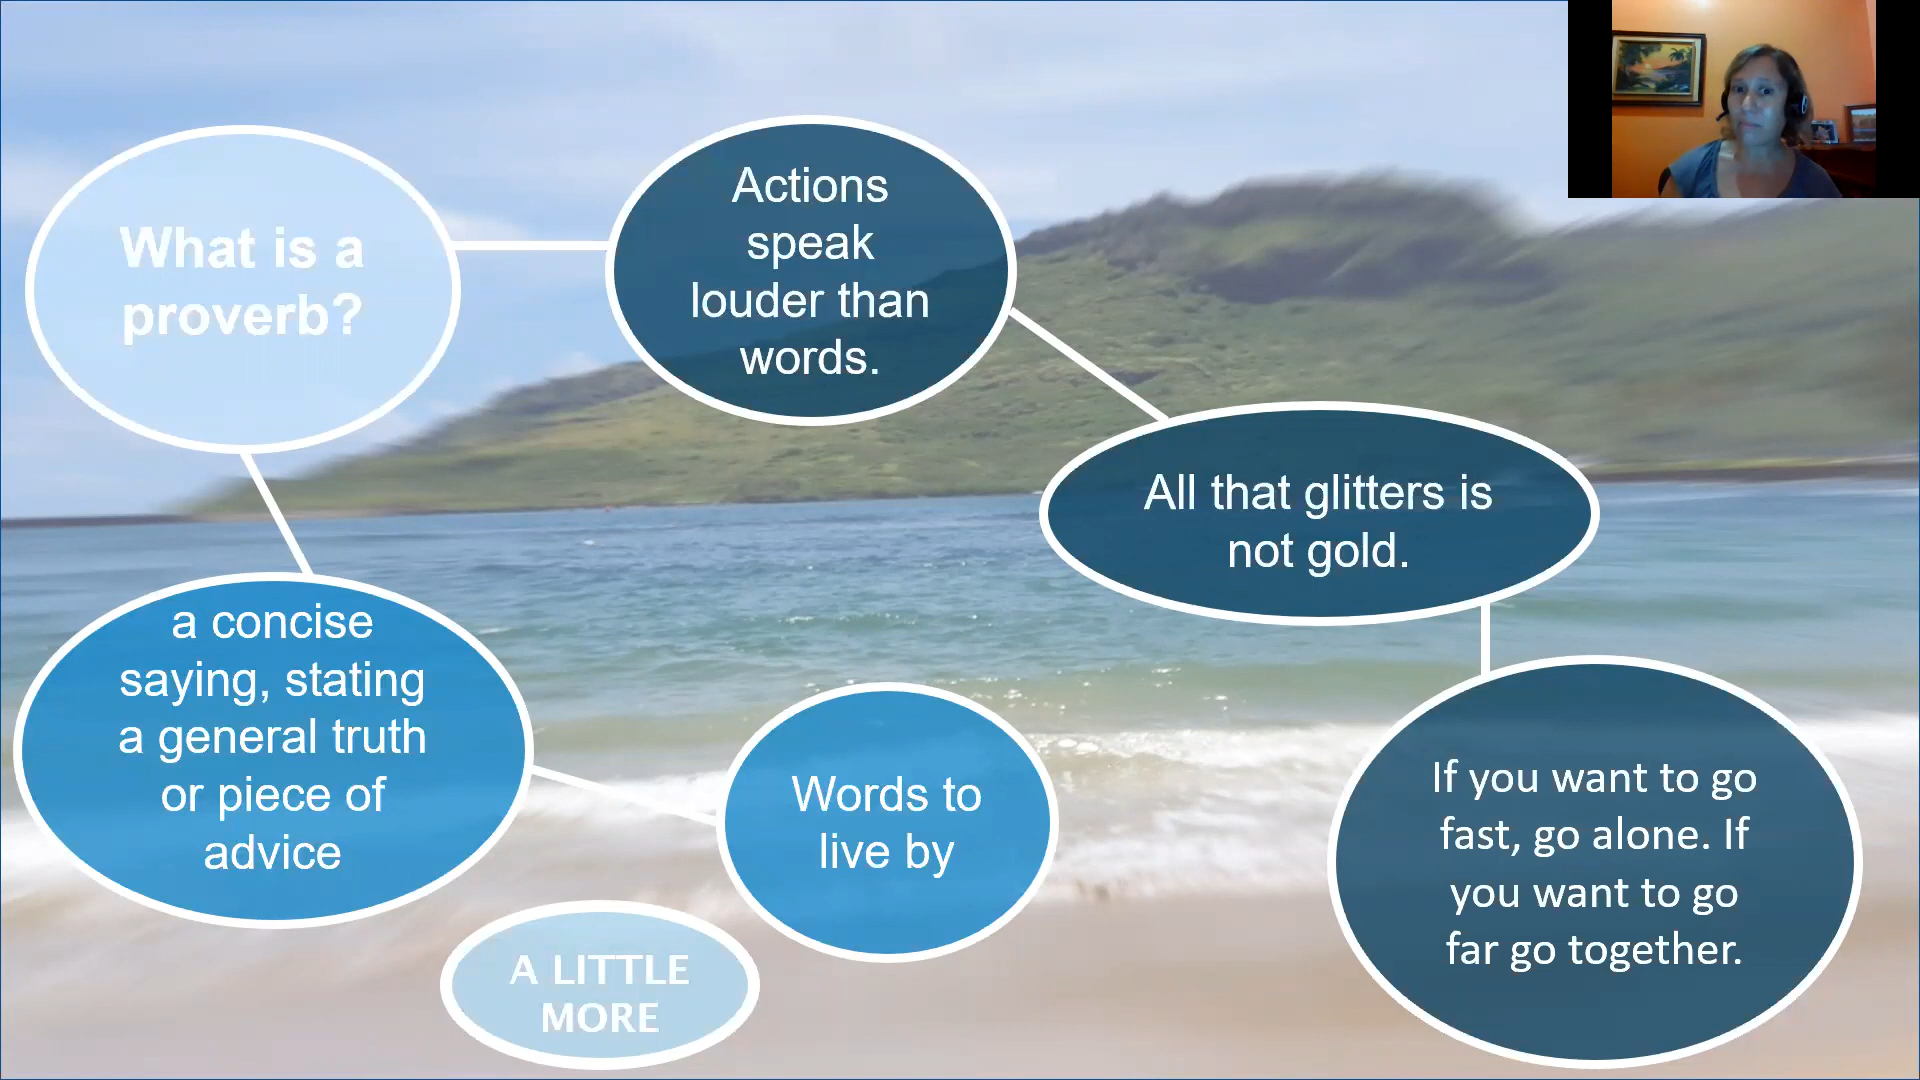 What is a
proverb?
Actions
speak
louder than
words.
All that glitters is
not gold.
If you want to go
fast, go alone. If
you want to go
far go together.
a concise
saying, stating
a general truth
or piece of
advice
Words to
live by
A LITTLE
MORE